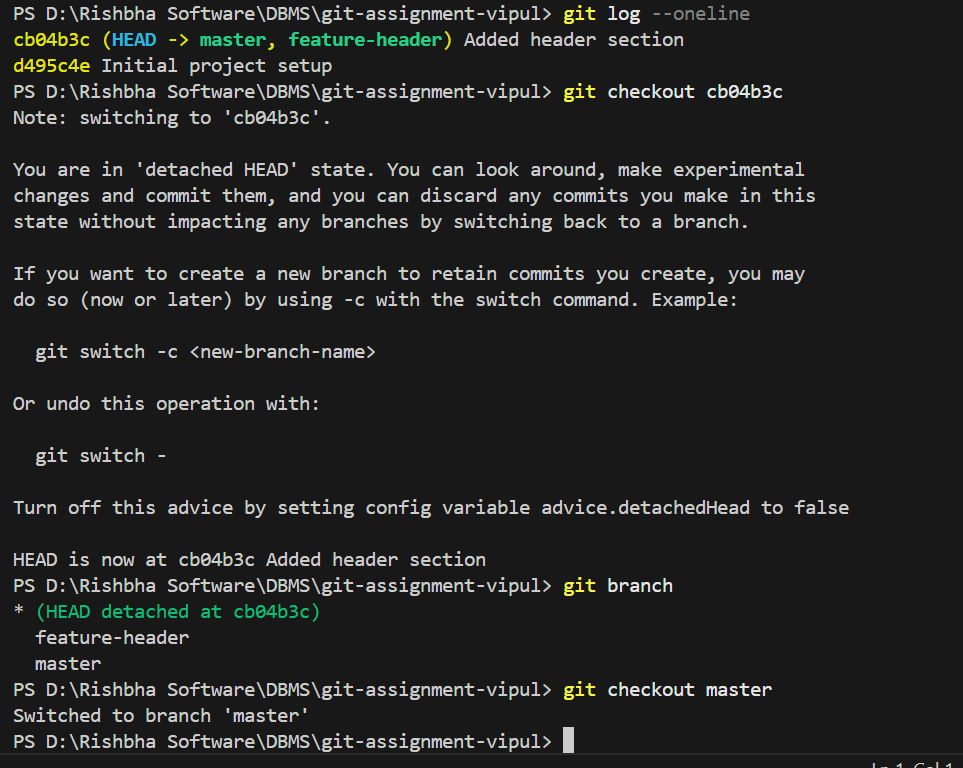 PS D:\Rishbha Software\DBMS\git-assignment-vipul> git log --oneline
cb04b3c (HEAD -> master, feature-header) Added header section
d495c4e Initial project setup
PS D:\Rishbha Software\DBMS\git-assignment-vipul> git checkout cb04b3c
Note: switching to 'cb04b3c'.

You are in 'detached HEAD' state. You can look around, make experimental
changes and commit them, and you can discard any commits you make in this
state without impacting any branches by switching back to a branch.

If you want to create a new branch to retain commits you create, you may
do so (now or later) by using -c with the switch command. Example:

  git switch -c <new-branch-name>

Or undo this operation with:

  git switch -

Turn off this advice by setting config variable advice.detachedHead to false

HEAD is now at cb04b3c Added header section
PS D:\Rishbha Software\DBMS\git-assignment-vipul> git branch
* (HEAD detached at cb04b3c)
  feature-header
  master
PS D:\Rishbha Software\DBMS\git-assignment-vipul> git checkout master
Switched to branch 'master'
PS D:\Rishbha Software\DBMS\git-assignment-vipul>